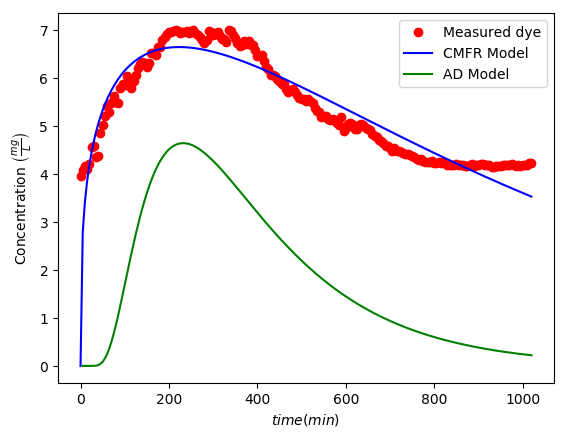 Measured dye
CMFR Model
AD Model
Concentration (mg/L)
7
6
5
4
3
2
1
0
0 200 400 600 800 1000
time(min)